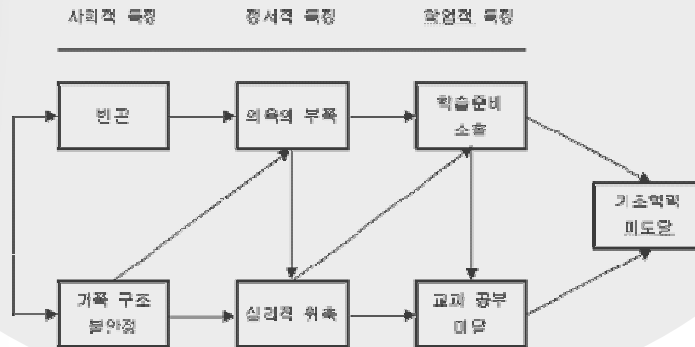 사회적 특징
정서적 특징
학업적 특징
빈곤
의욕의 부족
학습준비
소홀
기초학력
미도달
가족 구조
불안정
심리적 위축
교과 공부
미달